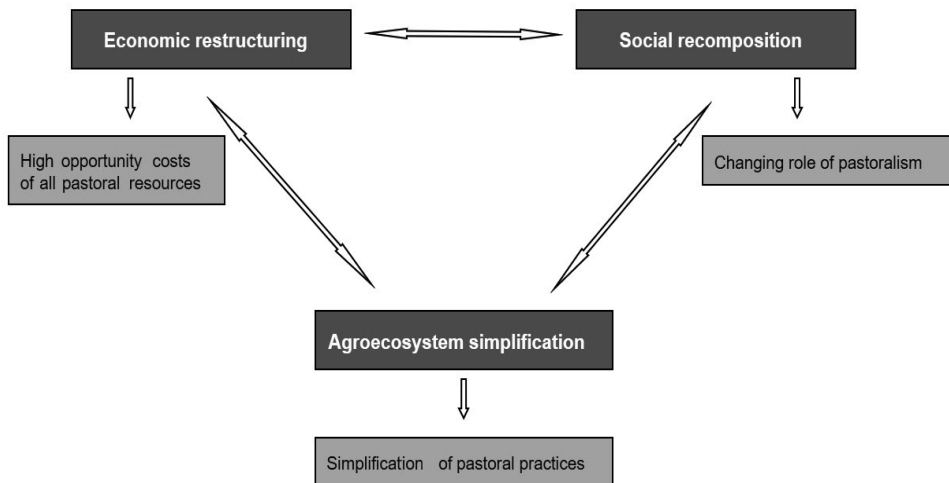 Economic restructuring
Social recomposition
High opportunity costs
of all pastoral resources
Changing role of pastoralism
Agroecosystem simplification
Simplification of pastoral practices